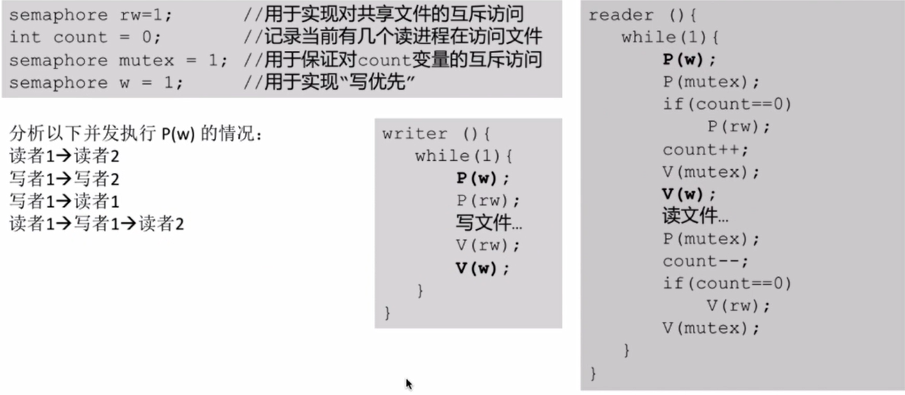 semaphore rw=1;      //用于实现对共享文件的互斥访问
int count = 0;       //记录当前有几个读进程在访问文件
semaphore mutex = 1; //用于保证对count变量的互斥访问
semaphore w = 1;     //用于实现“写优先”
分析以下并发执行 P(w) 的情况：
读者1→读者2
写者1→写者2
写者1→读者1
读者1→写者1→读者2
writer (){
while(1){
P(w);
P(rw);
写文件…
V(rw);
V(w);
}
}
reader (){
while(1){
P(w);
P(mutex);
if(count==0)
P(rw);
count++;
V(mutex);
V(w);
读文件…
P(mutex);
count--;
if(count==0)
V(rw);
V(mutex);
}
}